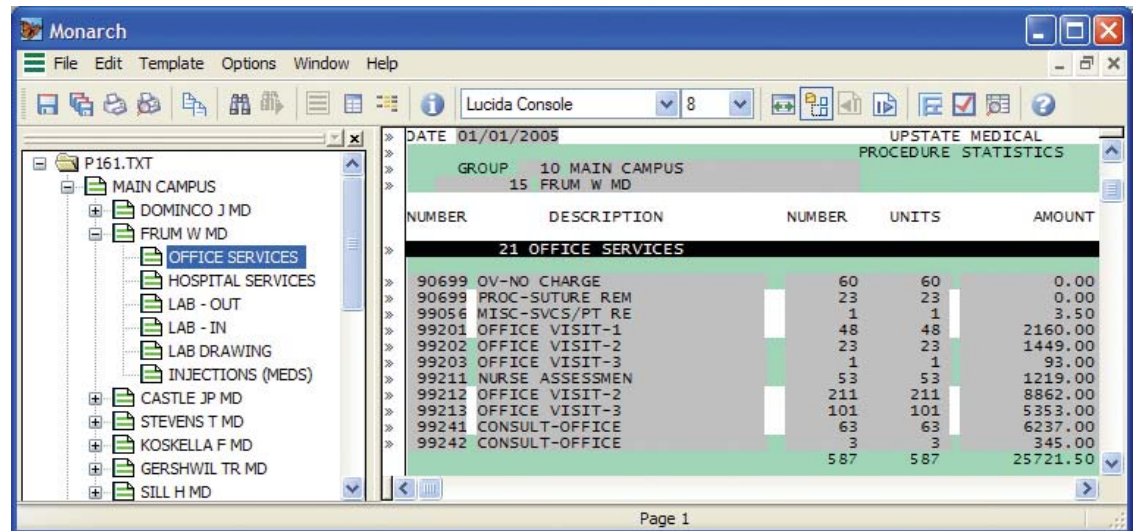 Monarch
File Edit Template Options Window Help
Lucida Console 8
P161.TXT
MAIN CAMPUS
DOMINCO J MD
FRUM W MD
OFFICE SERVICES
HOSPITAL SERVICES
LAB - OUT
LAB - IN
LAB DRAWING
INJECTIONS (MEDS)
CASTLE JP MD
STEVENS T MD
KOSKELLA F MD
GERSHWIL TR MD
SILL H MD
DATE 01/01/2005 UPSTATE MEDICAL
PROCEDURE STATISTICS
GROUP 10 MAIN CAMPUS
15 FRUM W MD
NUMBER DESCRIPTION NUMBER UNITS AMOUNT
21 OFFICE SERVICES
90699 OV-NO CHARGE 60 60 0.00
90699 PROC-SUTURE REM 23 23 0.00
99056 MISC-SVCS/PT RE 1 1 3.50
99201 OFFICE VISIT-1 48 48 2160.00
99202 OFFICE VISIT-2 23 23 1449.00
99203 OFFICE VISIT-3 1 1 93.00
99211 NURSE ASSESSMEN 53 53 1219.00
99212 OFFICE VISIT-2 211 211 8862.00
99213 OFFICE VISIT-3 101 101 5353.00
99241 CONSULT-OFFICE 63 63 6237.00
99242 CONSULT-OFFICE 3 3 345.00
587 587 25721.50
Page 1